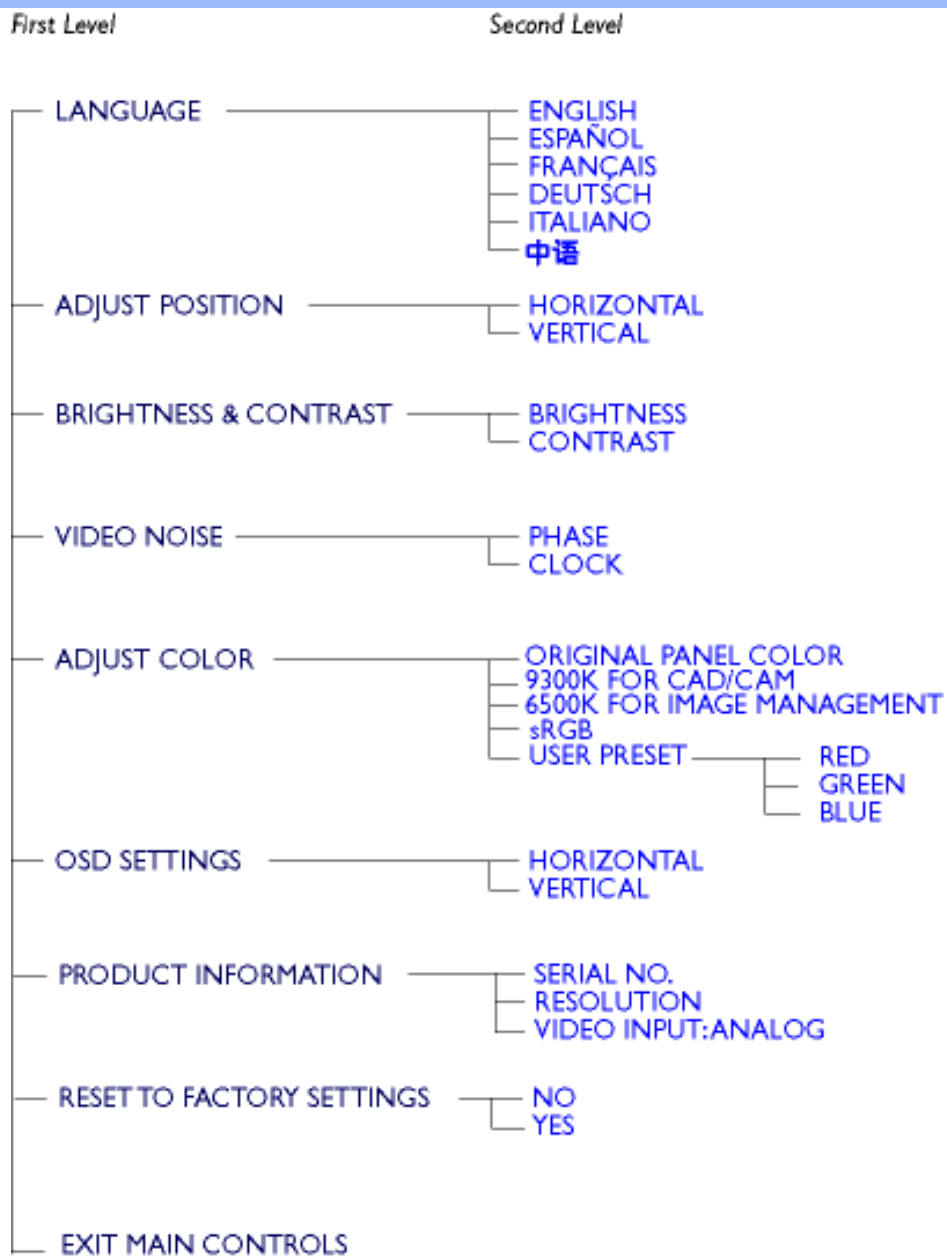 First Level Second Level
LANGUAGE ENGLISH
ESPAÑOL
FRANÇAIS
DEUTSCH
ITALIANO
中语
ADJUST POSITION HORIZONTAL
VERTICAL
BRIGHTNESS & CONTRAST BRIGHTNESS
CONTRAST
VIDEO NOISE PHASE
CLOCK
ADJUST COLOR ORIGINAL PANEL COLOR
9300K FOR CAD/CAM
6500K FOR IMAGE MANAGEMENT
sRGB
USER PRESET RED
GREEN
BLUE
OSD SETTINGS HORIZONTAL
VERTICAL
PRODUCT INFORMATION SERIAL NO.
RESOLUTION
VIDEO INPUT:ANALOG
RESET TO FACTORY SETTINGS NO
YES
EXIT MAIN CONTROLS